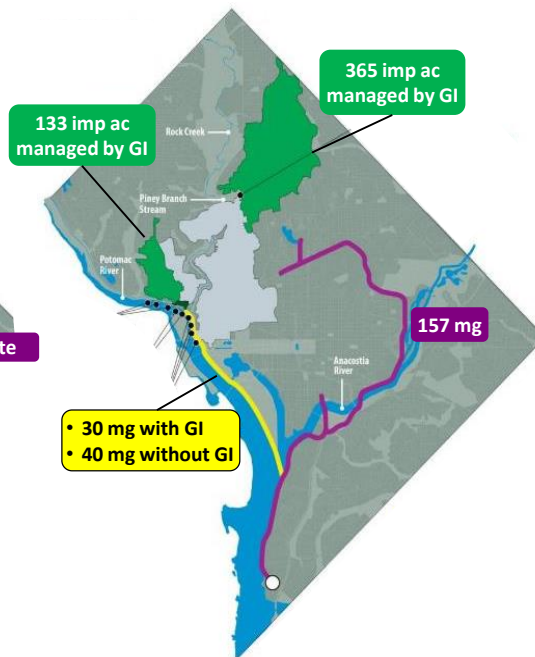 365 imp ac
managed by GI
133 imp ac
managed by GI
Rock Creek
Piney Branch
Stream
Potomac
River
157 mg
te
Anacostia
River
• 30 mg with GI
• 40 mg without GI